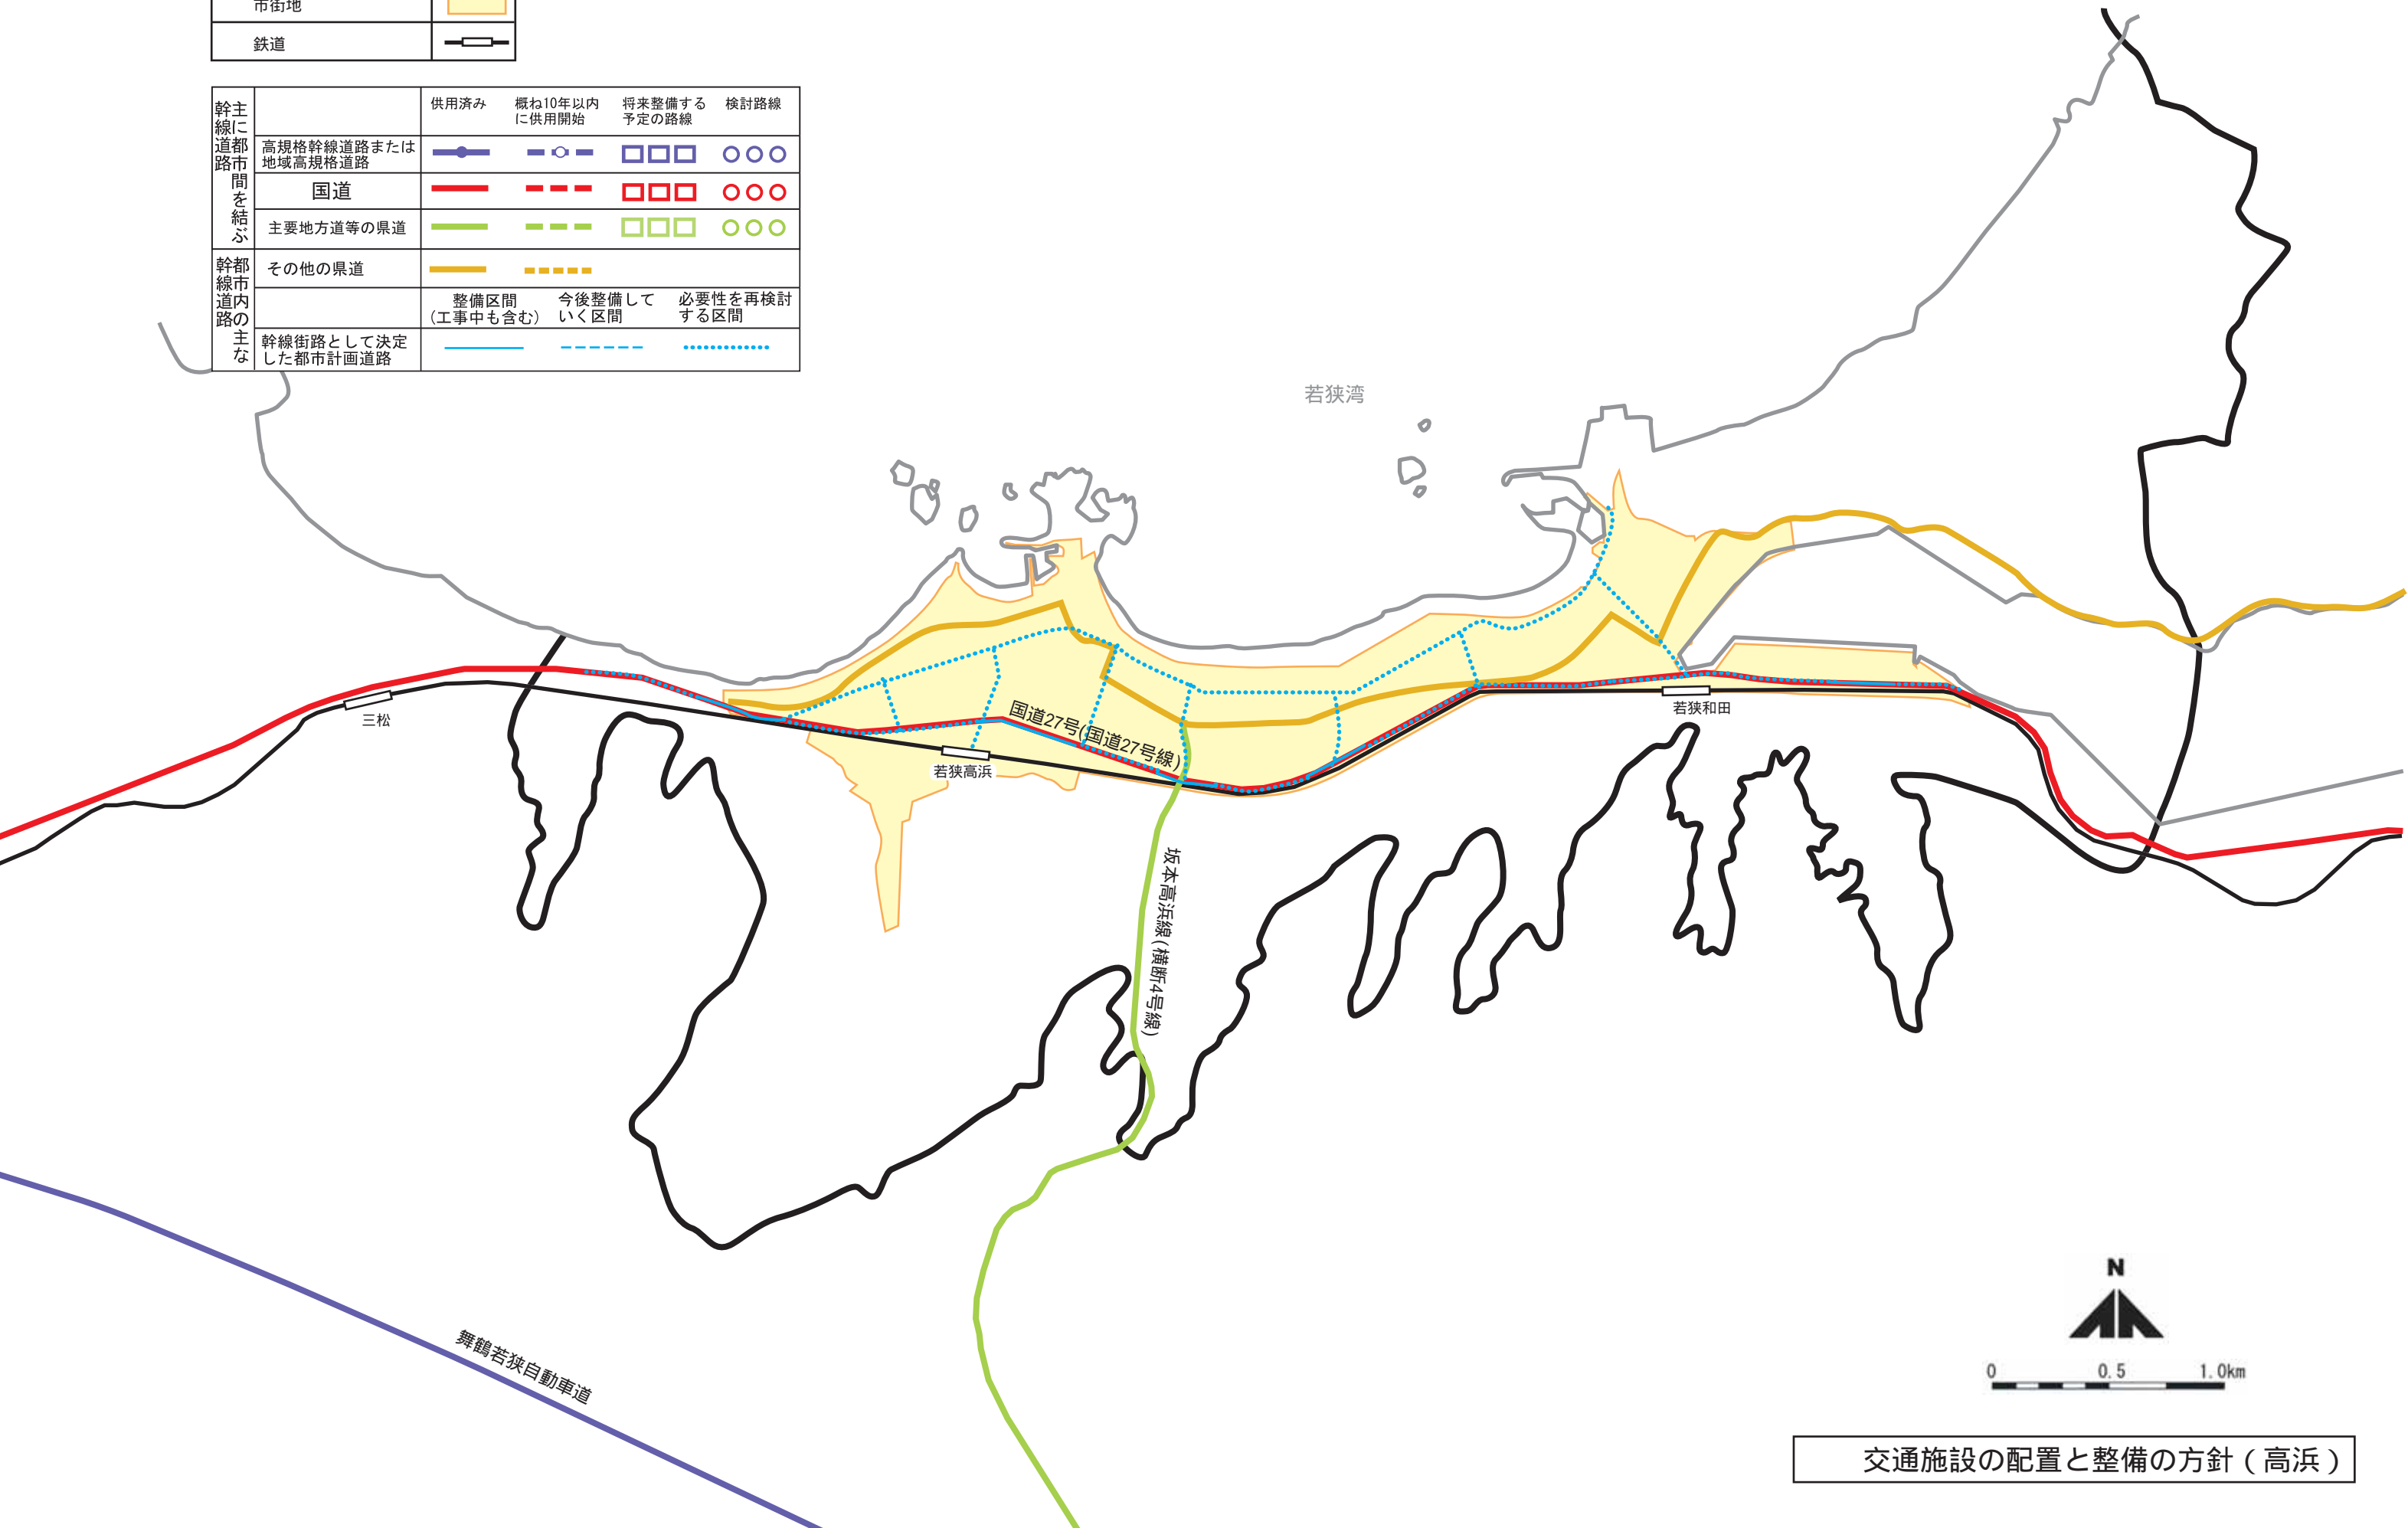 市街地
鉄道
主に都市間を結ぶ
幹線道路
供用済み
概ね10年以内
に供用開始
将来整備する
予定の路線
検討路線
高規格幹線道路または
地域高規格道路
国道
主要地方道等の県道
都市内の主な
幹線道路
その他の県道
整備区間
(工事中も含む)
今後整備して
いく区間
必要性を再検討
する区間
幹線街路として決定
した都市計画道路
若狭湾
三松
若狭高浜
国道27号(国道27号線)
若狭和田
坂本高浜線(横断4号線)
舞鶴若狭自動車道
N
0 0.5 1.0km
交通施設の配置と整備の方針（高浜）